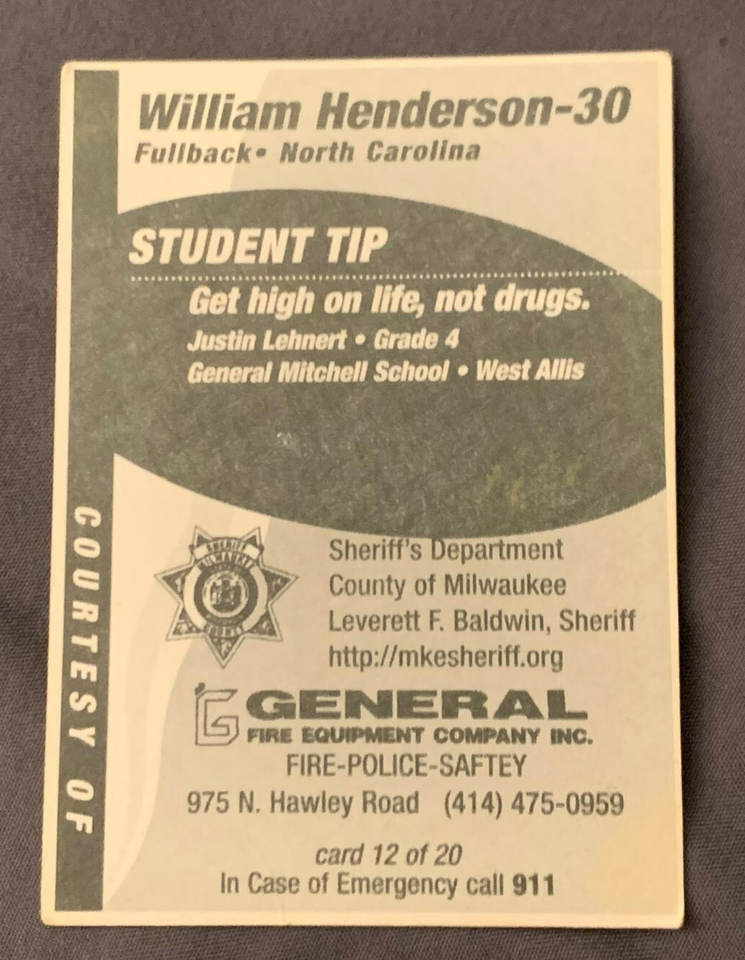 William Henderson-30
Fullback• North Carolina
STUDENT TIP
Get high on life, not drugs.
Justin Lehnert • Grade 4
General Mitchell School • West Allis
COURTESY OF
SHERIFF
MILWAUKEE
COUNTY
Sheriff's Department
County of Milwaukee
Leverett F. Baldwin, Sheriff
http://mkesheriff.org
G GENERAL
FIRE EQUIPMENT COMPANY INC.
FIRE-POLICE-SAFTEY
975 N. Hawley Road (414) 475-0959
card 12 of 20
In Case of Emergency call 911